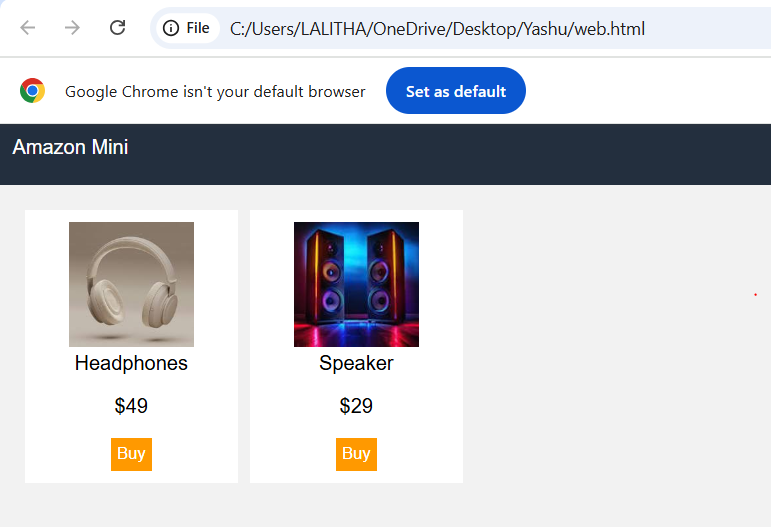 File C:/Users/LALITHA/OneDrive/Desktop/Yashu/web.html
Google Chrome isn't your default browser Set as default
Amazon Mini
Headphones Speaker
$49 $29
Buy Buy